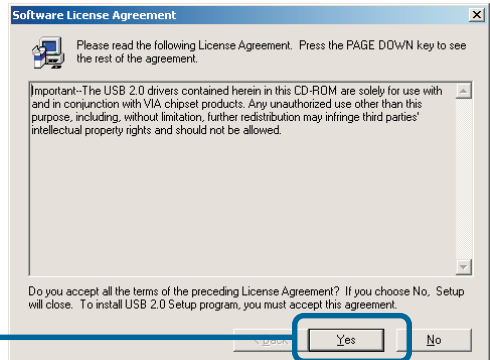 Software License Agreement
Please read the following License Agreement. Press the PAGE DOWN key to see
the rest of the agreement.
Important--The USB 2.0 drivers contained herein in this CD-ROM are solely for use with
and in conjunction with VIA chipset products. Any unauthorized use other than this
purpose, including, without limitation, further redistribution may infringe third parties'
intellectual property rights and should not be allowed.
Do you accept all the terms of the preceding License Agreement? If you choose No, Setup
will close. To install USB 2.0 Setup program, you must accept this agreement.
< Back
Yes
No